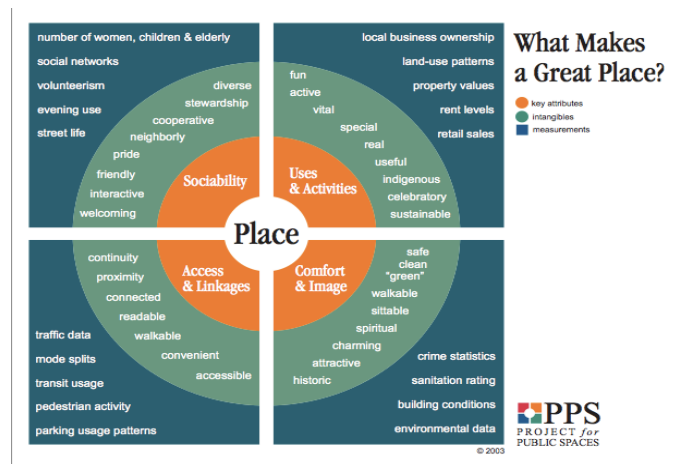 What Makes
a Great Place?
key attributes
intangibles
measurements
number of women, children & elderly
social networks
volunteerism
evening use
street life
diverse
stewardship
cooperative
neighborly
pride
friendly
interactive
welcoming
Sociability
local business ownership
land-use patterns
property values
rent levels
retail sales
fun
active
vital
special
real
useful
indigenous
celebratory
sustainable
Uses
& Activities
Place
Access
& Linkages
continuity
proximity
connected
readable
walkable
convenient
accessible
traffic data
mode splits
transit usage
pedestrian activity
parking usage patterns
Comfort
& Image
safe
clean
"green"
walkable
sittable
spiritual
charming
attractive
historic
crime statistics
sanitation rating
building conditions
environmental data
© 2003
PPS
PROJECT for
PUBLIC SPACES